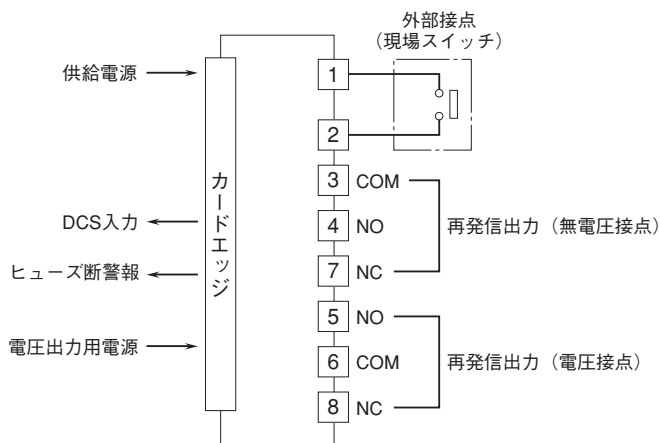 外部接点
（現場スイッチ）
供給電源
1
2
カードエッジ
3 COM
DCS入力
4 NO
再発信出力（無電圧接点）
ヒューズ断警報
7 NC
5 NO
電圧出力用電源
6 COM
再発信出力（電圧接点）
8 NC